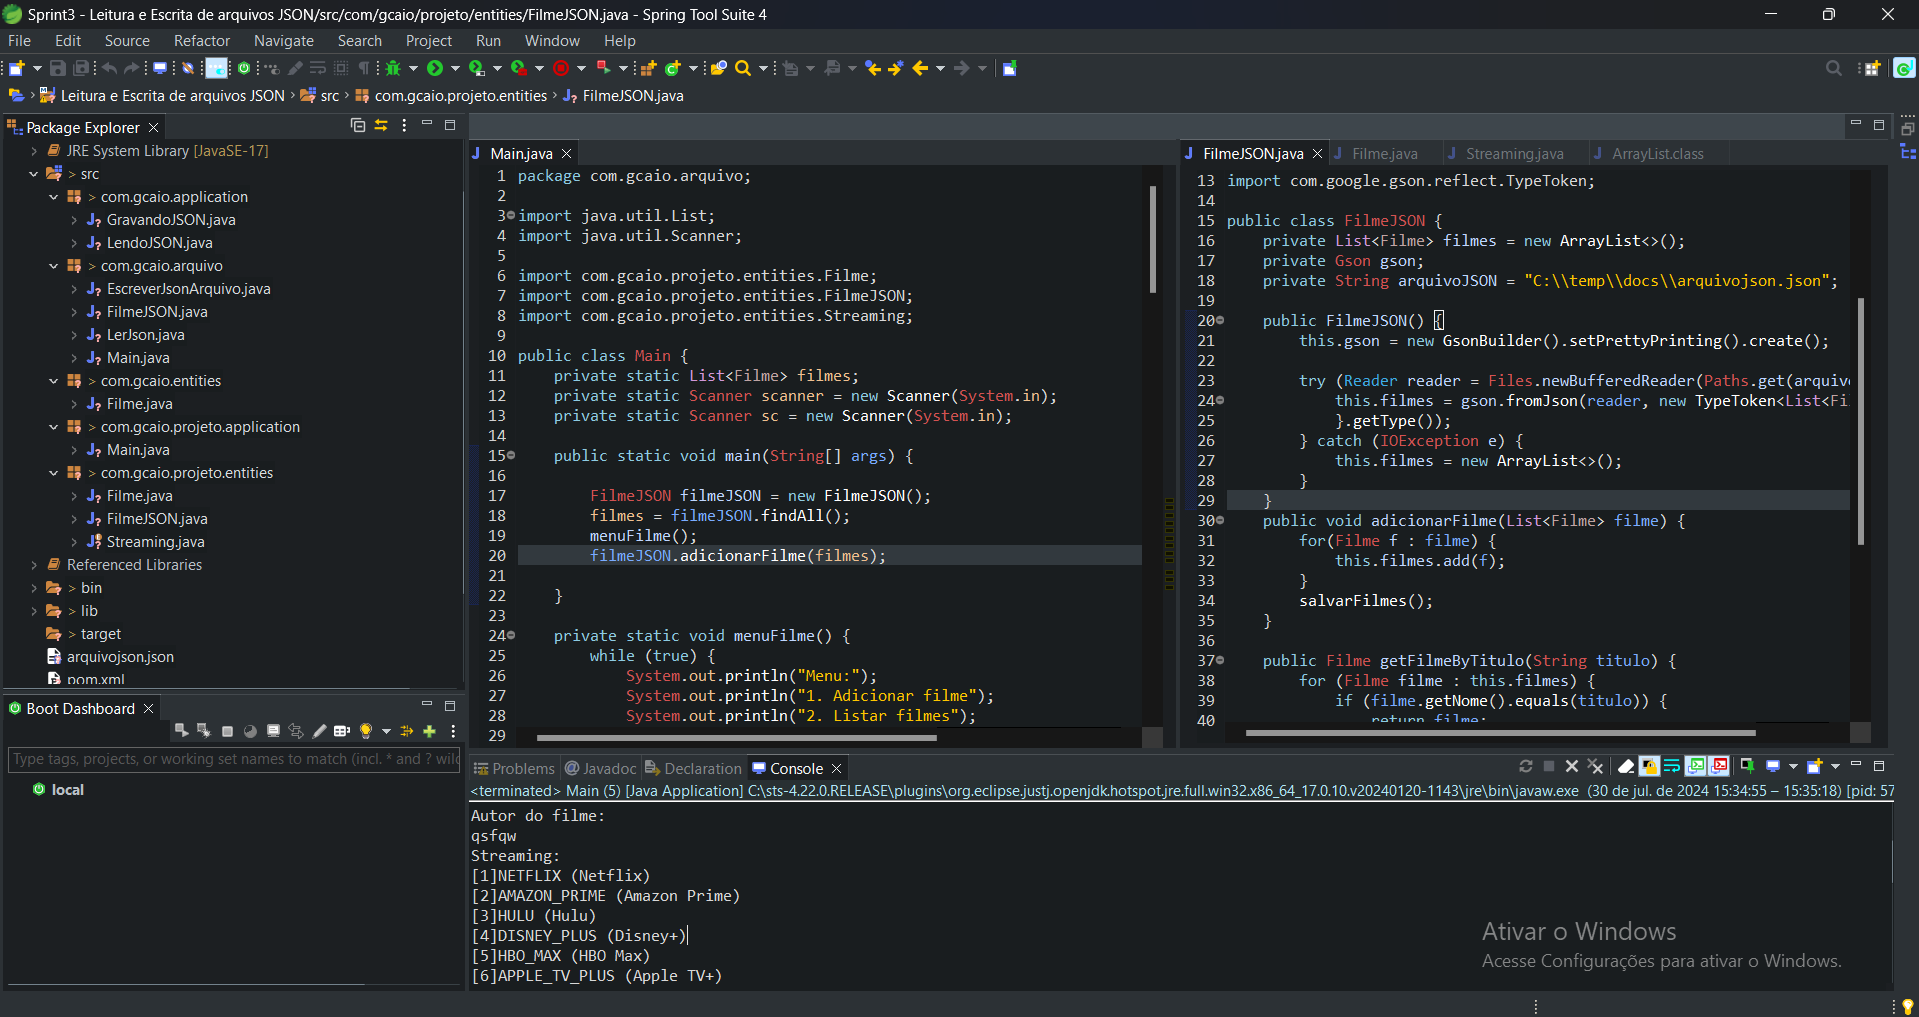 Sprint3 - Leitura e Escrita de arquivos JSON/src/com/gcaio/projeto/entities/FilmeJSON.java - Spring Tool Suite 4
File Edit Source Refactor Navigate Search Project Run Window Help
Leitura e Escrita de arquivos JSON > src > com.gcaio.projeto.entities > FilmeJSON.java
Package Explorer
JRE System Library [JavaSE-17]
> src
> com.gcaio.application
GravandoJSON.java
LendoJSON.java
> com.gcaio.arquivo
EscreverJsonArquivo.java
FilmeJSON.java
LerJson.java
Main.java
> com.gcaio.entities
Filme.java
> com.gcaio.projeto.application
Main.java
> com.gcaio.projeto.entities
Filme.java
FilmeJSON.java
Streaming.java
Referenced Libraries
> bin
> lib
> target
arquivojson.json
pom.xml
Boot Dashboard
Type tags, projects, or working set names to match (incl. * and ?
local
Main.java
1 package com.gcaio.arquivo;
2
3 import java.util.List;
4 import java.util.Scanner;
5
6 import com.gcaio.projeto.entities.Filme;
7 import com.gcaio.projeto.entities.FilmeJSON;
8 import com.gcaio.projeto.entities.Streaming;
9
10 public class Main {
11 private static List<Filme> filmes;
12 private static Scanner scanner = new Scanner(System.in);
13 private static Scanner sc = new Scanner(System.in);
14
15 public static void main(String[] args) {
16
17 FilmeJSON filmeJSON = new FilmeJSON();
18 filmes = filmeJSON.findAll();
19 menuFilme();
20 filmeJSON.adicionarFilme(filmes);
21
22 }
23
24 private static void menuFilme() {
25 while (true) {
26 System.out.println("Menu:");
27 System.out.println("1. Adicionar filme");
28 System.out.println("2. Listar filmes");
29
FilmeJSON.java Filme.java Streaming.java ArrayList.class
13 import com.google.gson.reflect.TypeToken;
14
15 public class FilmeJSON {
16 private List<Filme> filmes = new ArrayList<>();
17 private Gson gson;
18 private String arquivoJSON = "C:\\temp\\docs\\arquivojson.json";
19
20 public FilmeJSON() {
21 this.gson = new GsonBuilder().setPrettyPrinting().create();
22
23 try (Reader reader = Files.newBufferedReader(Paths.get(arquiv
24 this.filmes = gson.fromJson(reader, new TypeToken<List<Fi
25 }.getType());
26 } catch (IOException e) {
27 this.filmes = new ArrayList<>();
28 }
29 }
30 public void adicionarFilme(List<Filme> filme) {
31 for(Filme f : filme) {
32 this.filmes.add(f);
33 }
34 salvarFilmes();
35 }
36
37 public Filme getFilmeByTitulo(String titulo) {
38 for (Filme filme : this.filmes) {
39 if (filme.getNome().equals(titulo)) {
40 return filme;
Problems Javadoc Declaration Console
<terminated> Main (5) [Java Application] C:\sts-4.22.0.RELEASE\plugins\org.eclipse.justj.openjdk.hotspot.jre.full.win32.x86_64_17.0.10.v20240120-1143\jre\bin\javaw.exe (30 de jul. de 2024 15:34:55 – 15:35:18) [pid: 57
Autor do filme:
qsfqw
Streaming:
[1]NETFLIX (Netflix)
[2]AMAZON_PRIME (Amazon Prime)
[3]HULU (Hulu)
[4]DISNEY_PLUS (Disney+)
[5]HBO_MAX (HBO Max)
[6]APPLE_TV_PLUS (Apple TV+)
Ativar o Windows
Acesse Configurações para ativar o Windows.